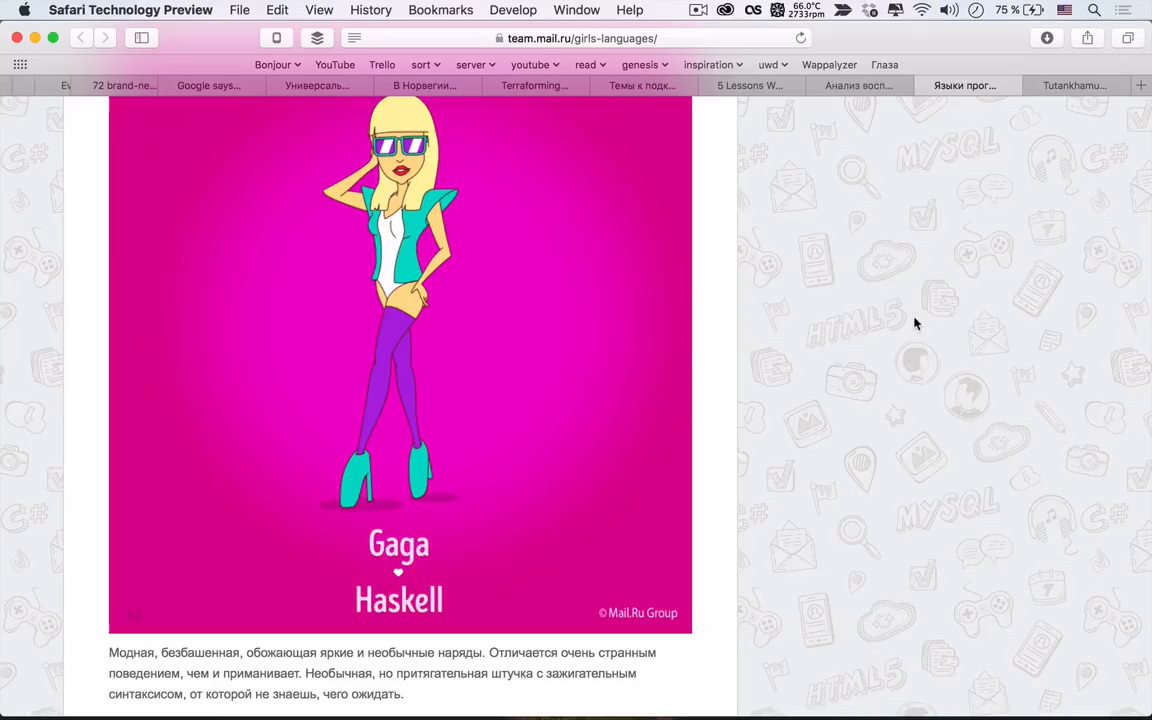 Safari Technology Preview File Edit View History Bookmarks Develop Window Help 66.0°C 2733rpm 75 %
team.mail.ru/girls-languages/
Bonjour YouTube Trello sort server youtube read genesis inspiration uwd Wappalyzer Глаза
Ev 72 brand-ne... Google says... Универсаль... В Норвегии... Terraforming... Темы к подк... 5 Lessons W... Анализ восп... Языки прог... Tutankhamu...
MYSQL
C#
HTML5
MYSQL
C#
HTML5
Gaga
Haskell
© Mail.Ru Group
Модная, безбашенная, обожающая яркие и необычные наряды. Отличается очень странным
поведением, чем и приманивает. Необычная, но притягательная штучка с зажигательным
синтаксисом, от которой не знаешь, чего ожидать.